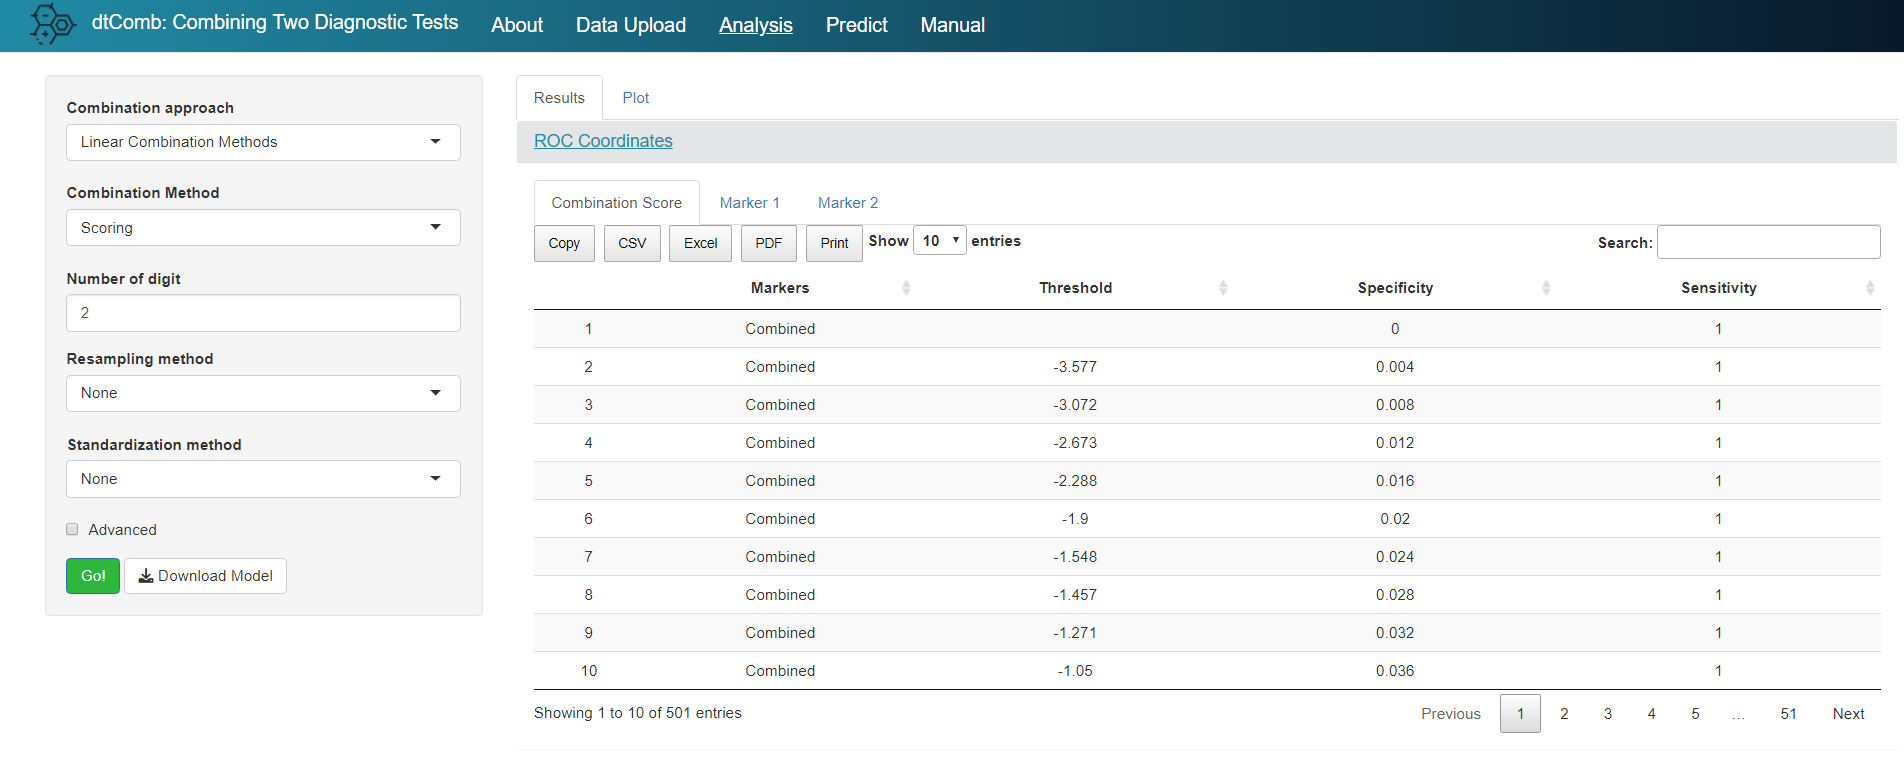 dtComb: Combining Two Diagnostic Tests About Data Upload Analysis Predict Manual
Combination approach
Linear Combination Methods
Combination Method
Scoring
Number of digit
2
Resampling method
None
Standardization method
None
Advanced
Go! Download Model
Results Plot
ROC Coordinates
Combination Score Marker 1 Marker 2
Copy CSV Excel PDF Print Show 10 entries Search:
Markers Threshold Specificity Sensitivity
1 Combined 0 1
2 Combined -3.577 0.004 1
3 Combined -3.072 0.008 1
4 Combined -2.673 0.012 1
5 Combined -2.288 0.016 1
6 Combined -1.9 0.02 1
7 Combined -1.548 0.024 1
8 Combined -1.457 0.028 1
9 Combined -1.271 0.032 1
10 Combined -1.05 0.036 1
Showing 1 to 10 of 501 entries Previous 1 2 3 4 5 … 51 Next